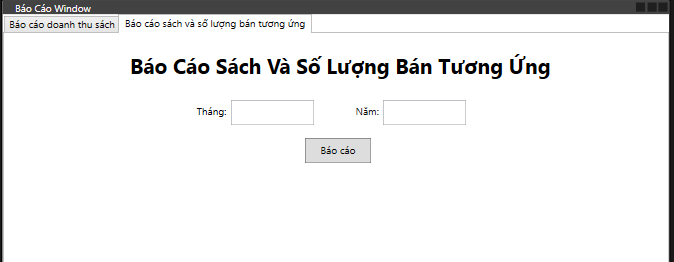 Báo Cáo Window
Báo cáo doanh thu sách Báo cáo sách và số lượng bán tương ứng
Báo Cáo Sách Và Số Lượng Bán Tương Ứng
Tháng: Năm:
Báo cáo